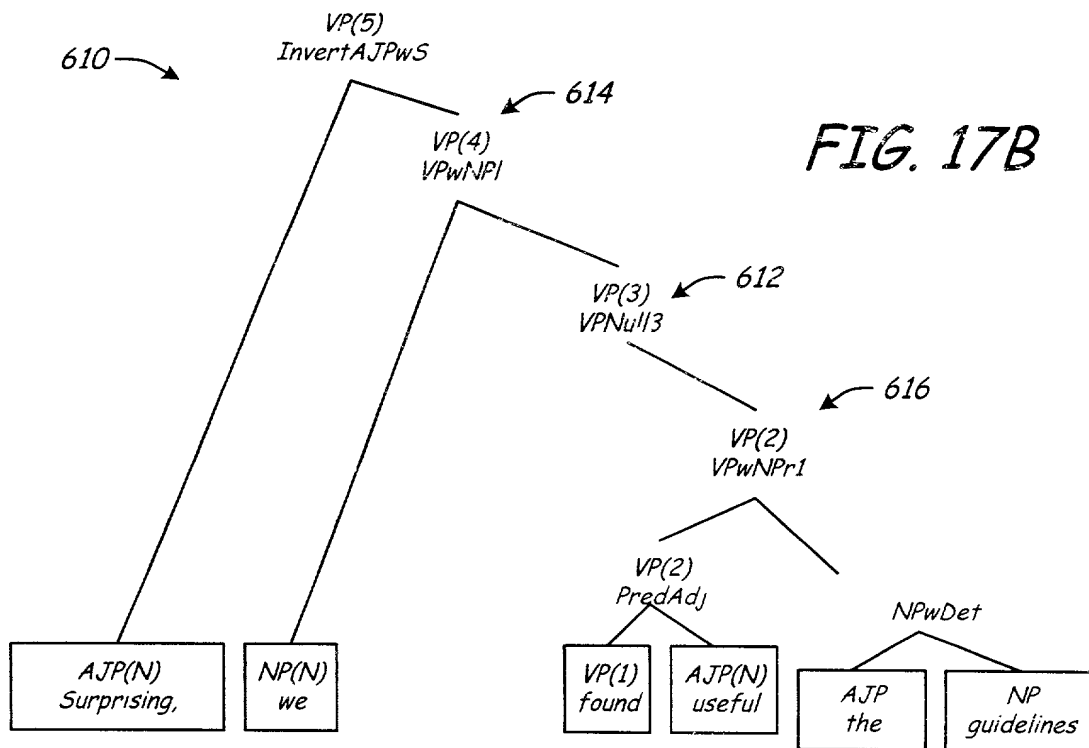 VP(5)
InvertAJPwS
610
614
VP(4)
VPwNPl
FIG. 17B
VP(3)
VPNull3
612
616
VP(2)
VPwNPr1
VP(2)
PredAdj
NPwDet
AJP(N)
Surprising,
NP(N)
we
VP(1)
found
AJP(N)
useful
AJP
the
NP
guidelines